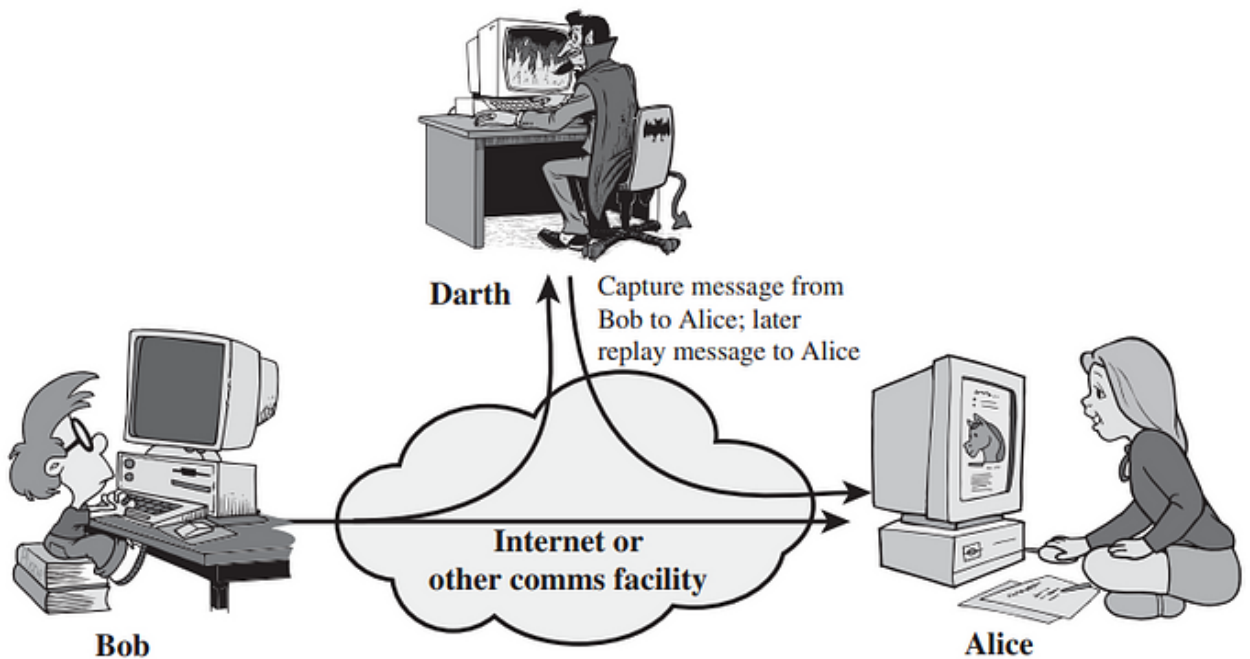 Darth
Capture message from
Bob to Alice; later
replay message to Alice
Internet or
other comms facility
Bob
Alice